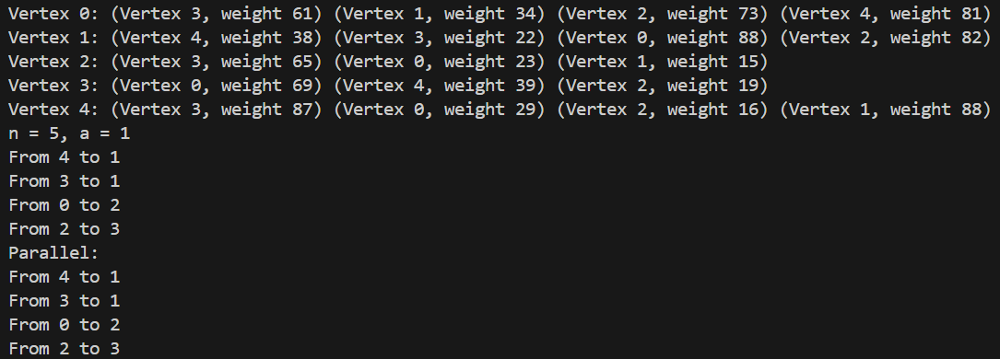 Vertex 0: (Vertex 3, weight 61) (Vertex 1, weight 34) (Vertex 2, weight 73) (Vertex 4, weight 81)
Vertex 1: (Vertex 4, weight 38) (Vertex 3, weight 22) (Vertex 0, weight 88) (Vertex 2, weight 82)
Vertex 2: (Vertex 3, weight 65) (Vertex 0, weight 23) (Vertex 1, weight 15)
Vertex 3: (Vertex 0, weight 69) (Vertex 4, weight 39) (Vertex 2, weight 19)
Vertex 4: (Vertex 3, weight 87) (Vertex 0, weight 29) (Vertex 2, weight 16) (Vertex 1, weight 88)
n = 5, a = 1
From 4 to 1
From 3 to 1
From 0 to 2
From 2 to 3
Parallel:
From 4 to 1
From 3 to 1
From 0 to 2
From 2 to 3